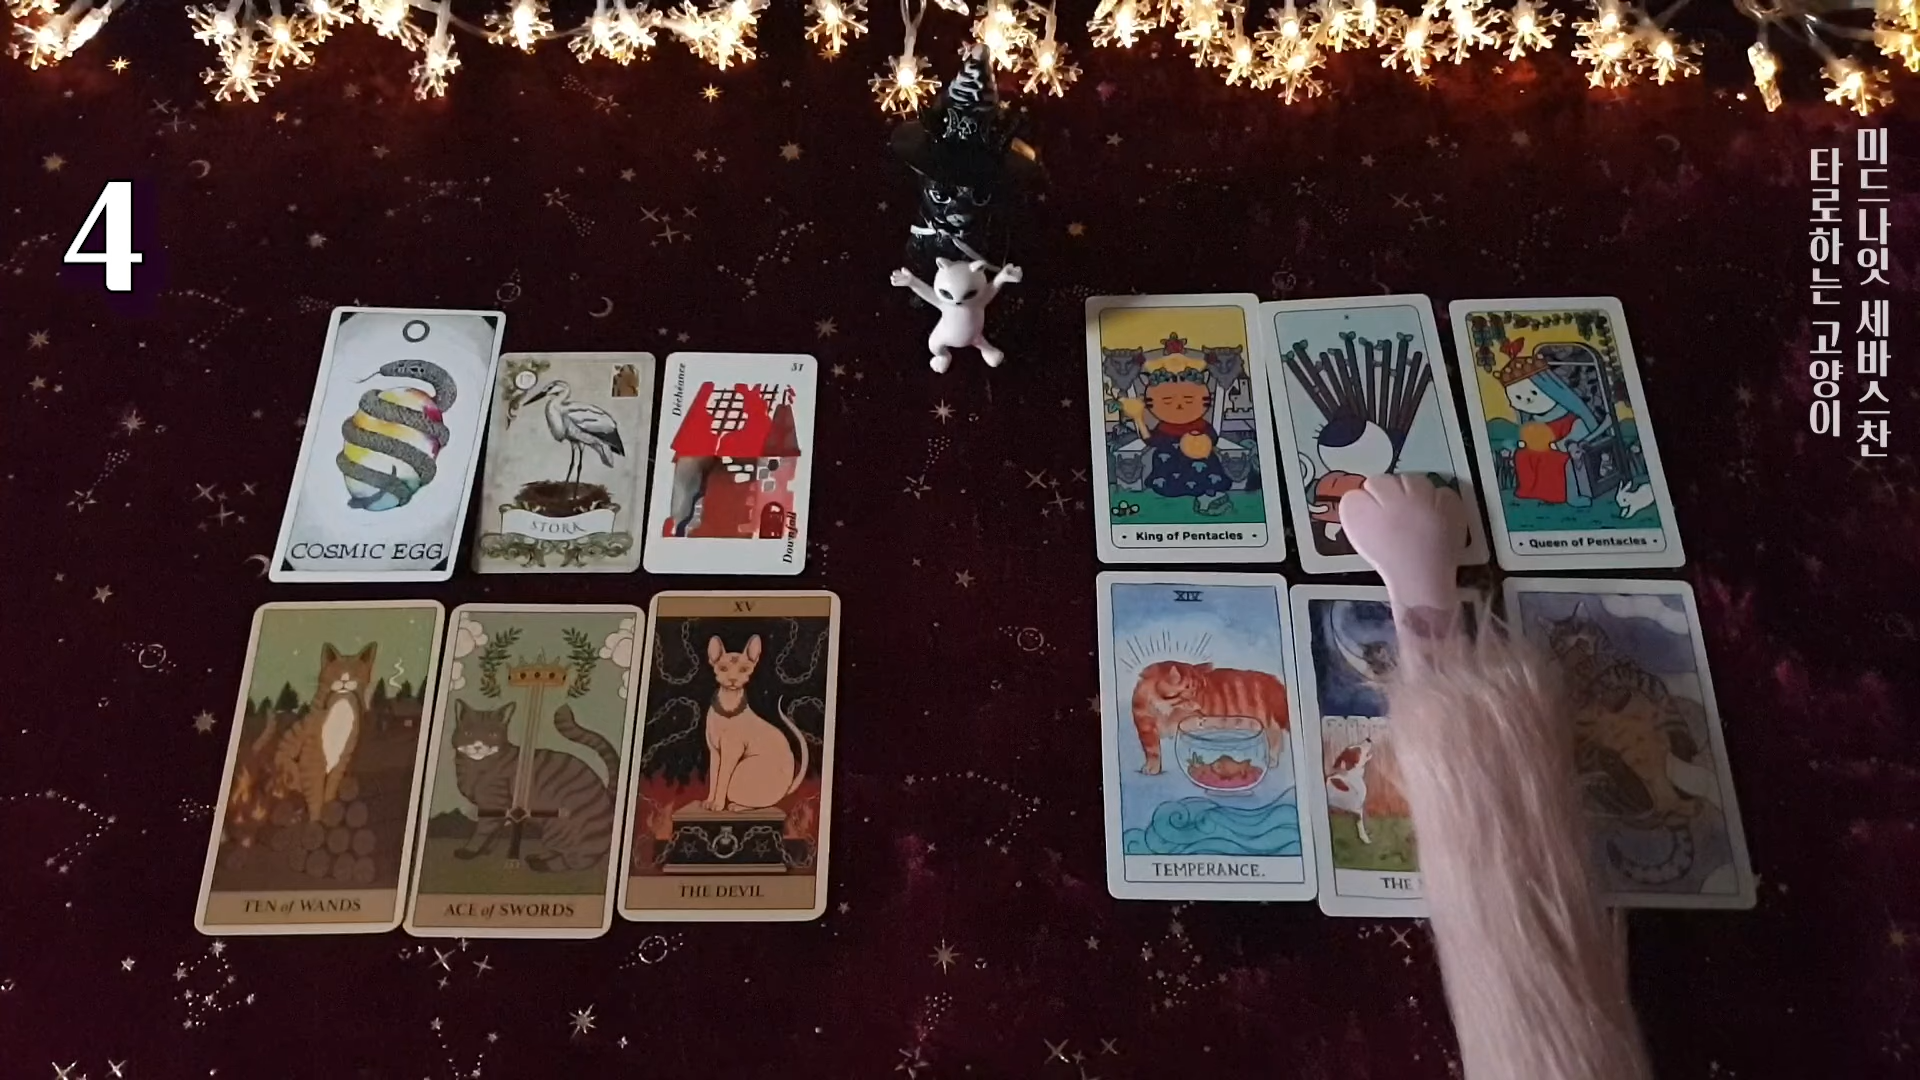 4
미드나잇 세바스찬
타로하는 고양이
COSMIC EGG
17
STORK
31
Déchéance
Downfall
King of Pentacles
Queen of Pentacles
TEN of WANDS
ACE of SWORDS
XV
THE DEVIL
XIV
TEMPERANCE.
THE